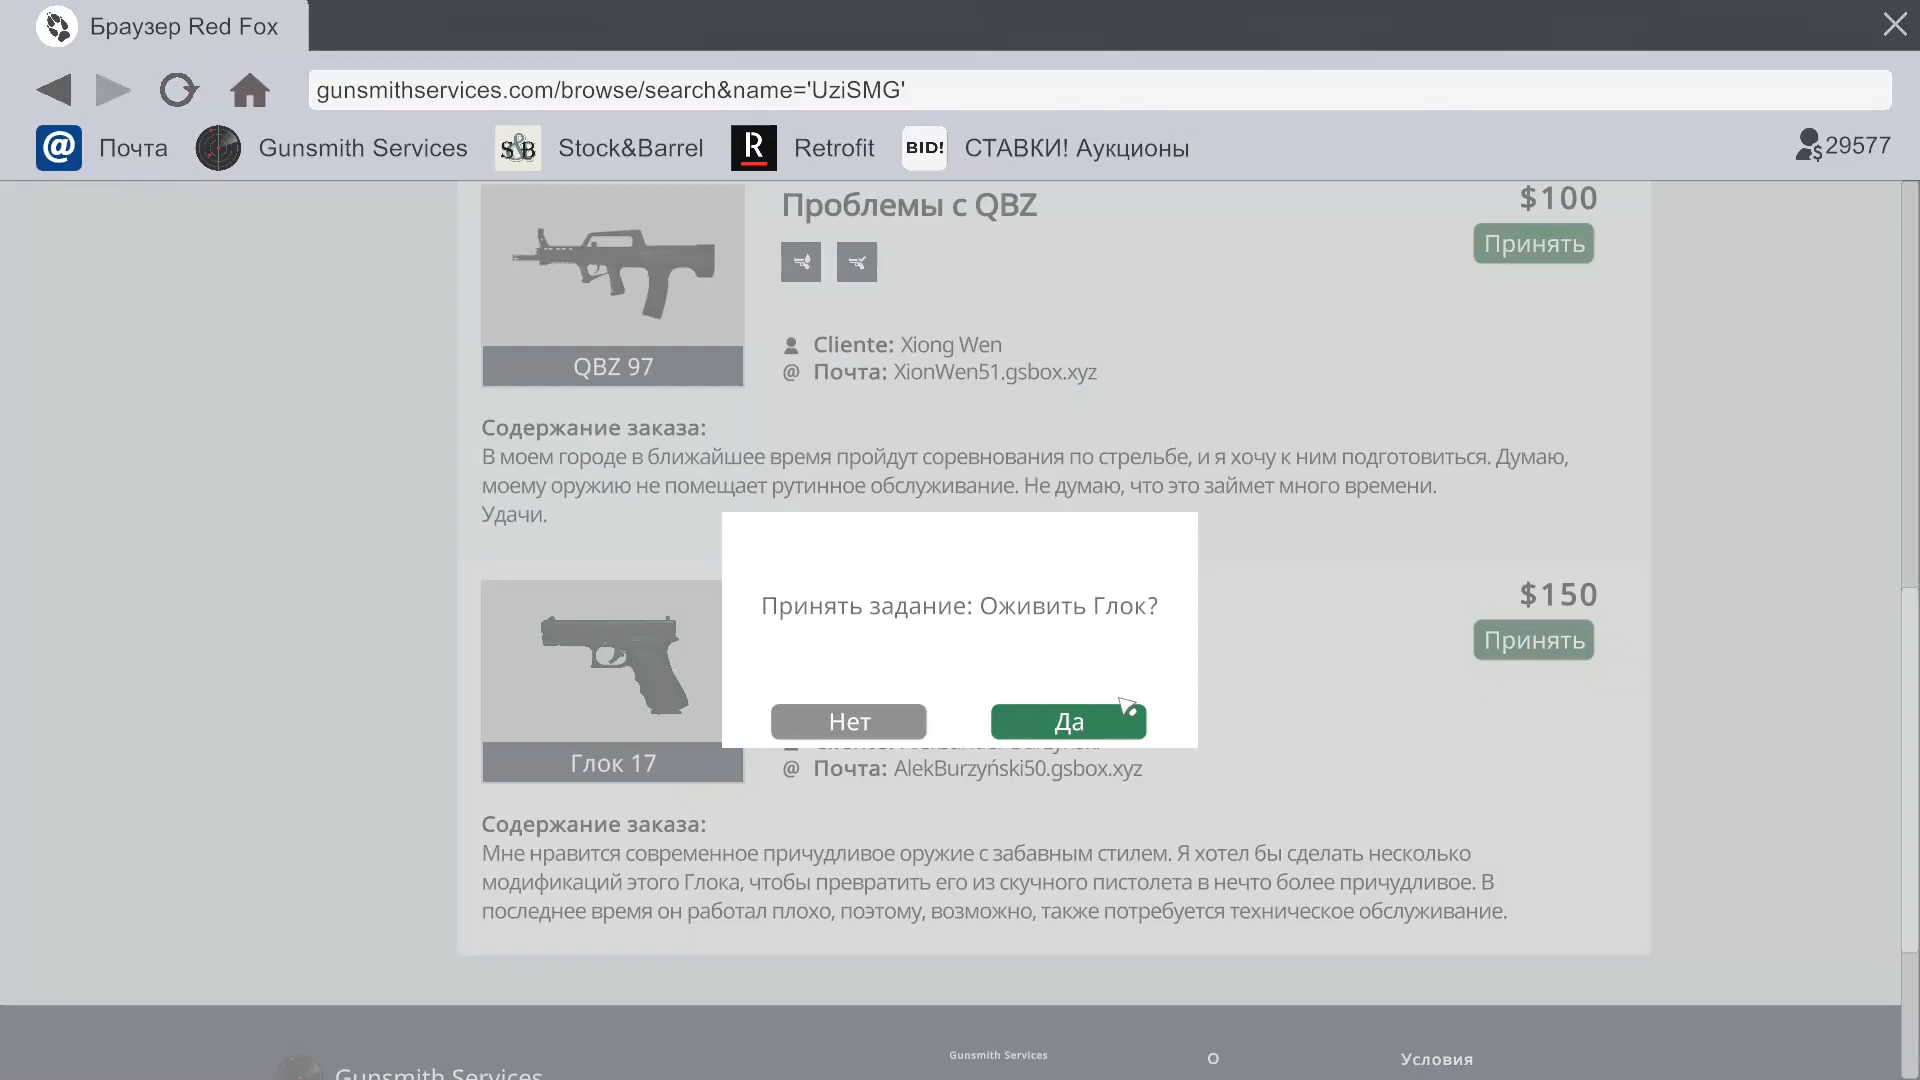 Браузер Red Fox
gunsmithservices.com/browse/search&name='UziSMG'
@ Почта Gunsmith Services S&B Stock&Barrel R Retrofit BID! СТАВКИ! Аукционы 29577
Проблемы с QBZ $100
Принять
QBZ 97
Cliente: Xiong Wen
@ Почта: XionWen51.gsbox.xyz
Содержание заказа:
В моем городе в ближайшее время пройдут соревнования по стрельбе, и я хочу к ним подготовиться. Думаю,
моему оружию не помещает рутинное обслуживание. Не думаю, что это займет много времени.
Удачи.
Принять задание: Оживить Глок?
Нет Да
$150
Принять
Глок 17
@ Почта: AlekBurzyński50.gsbox.xyz
Содержание заказа:
Мне нравится современное причудливое оружие с забавным стилем. Я хотел бы сделать несколько
модификаций этого Глока, чтобы превратить его из скучного пистолета в нечто более причудливое. В
последнее время он работал плохо, поэтому, возможно, также потребуется техническое обслуживание.
Gunsmith Services
Gunsmith Services О Условия